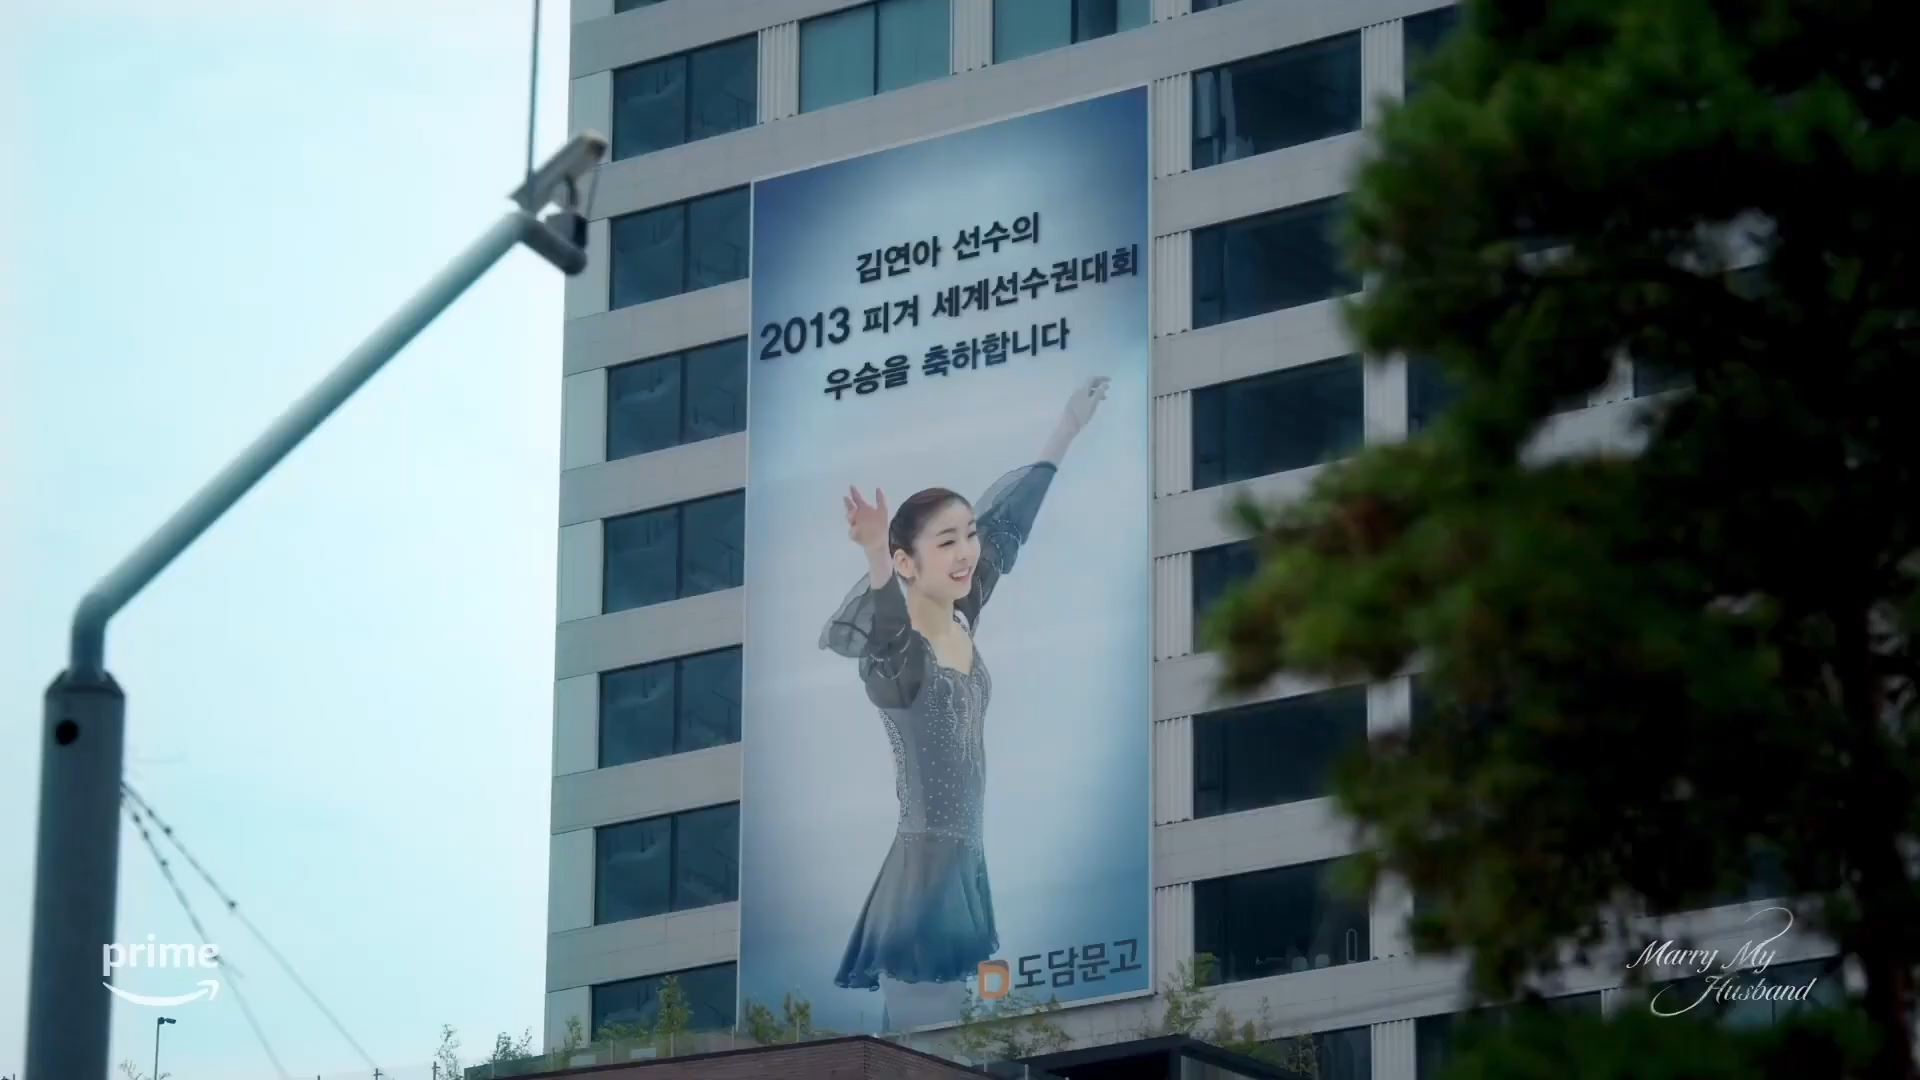 김연아 선수의
2013 피겨 세계선수권대회
우승을 축하합니다
도담문고
prime
Marry My
Husband